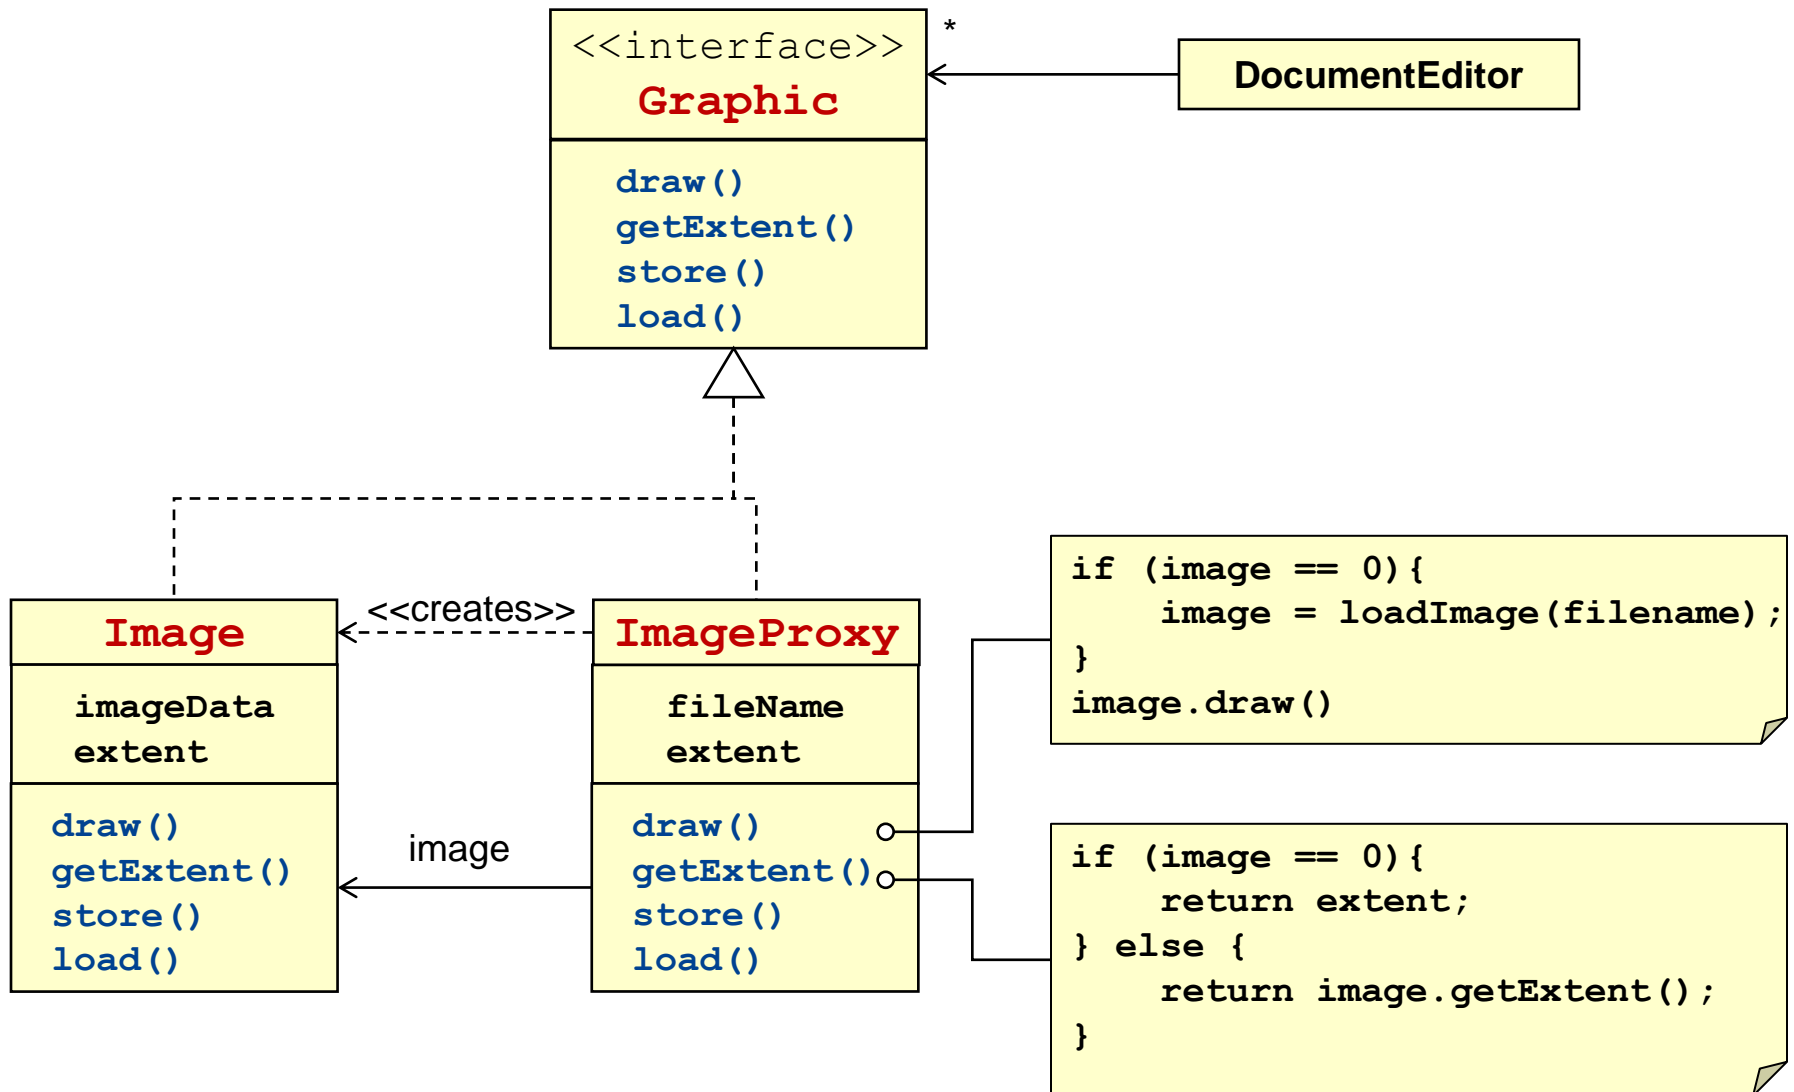 <<interface>>
Graphic
*
DocumentEditor
draw()
getExtent()
store()
load()
Image
<<creates>>
ImageProxy
imageData
extent
fileName
extent
draw()
getExtent()
store()
load()
image
draw()
getExtent()
store()
load()
if (image == 0){
image = loadImage(filename);
}
image.draw()
if (image == 0){
return extent;
} else {
return image.getExtent();
}